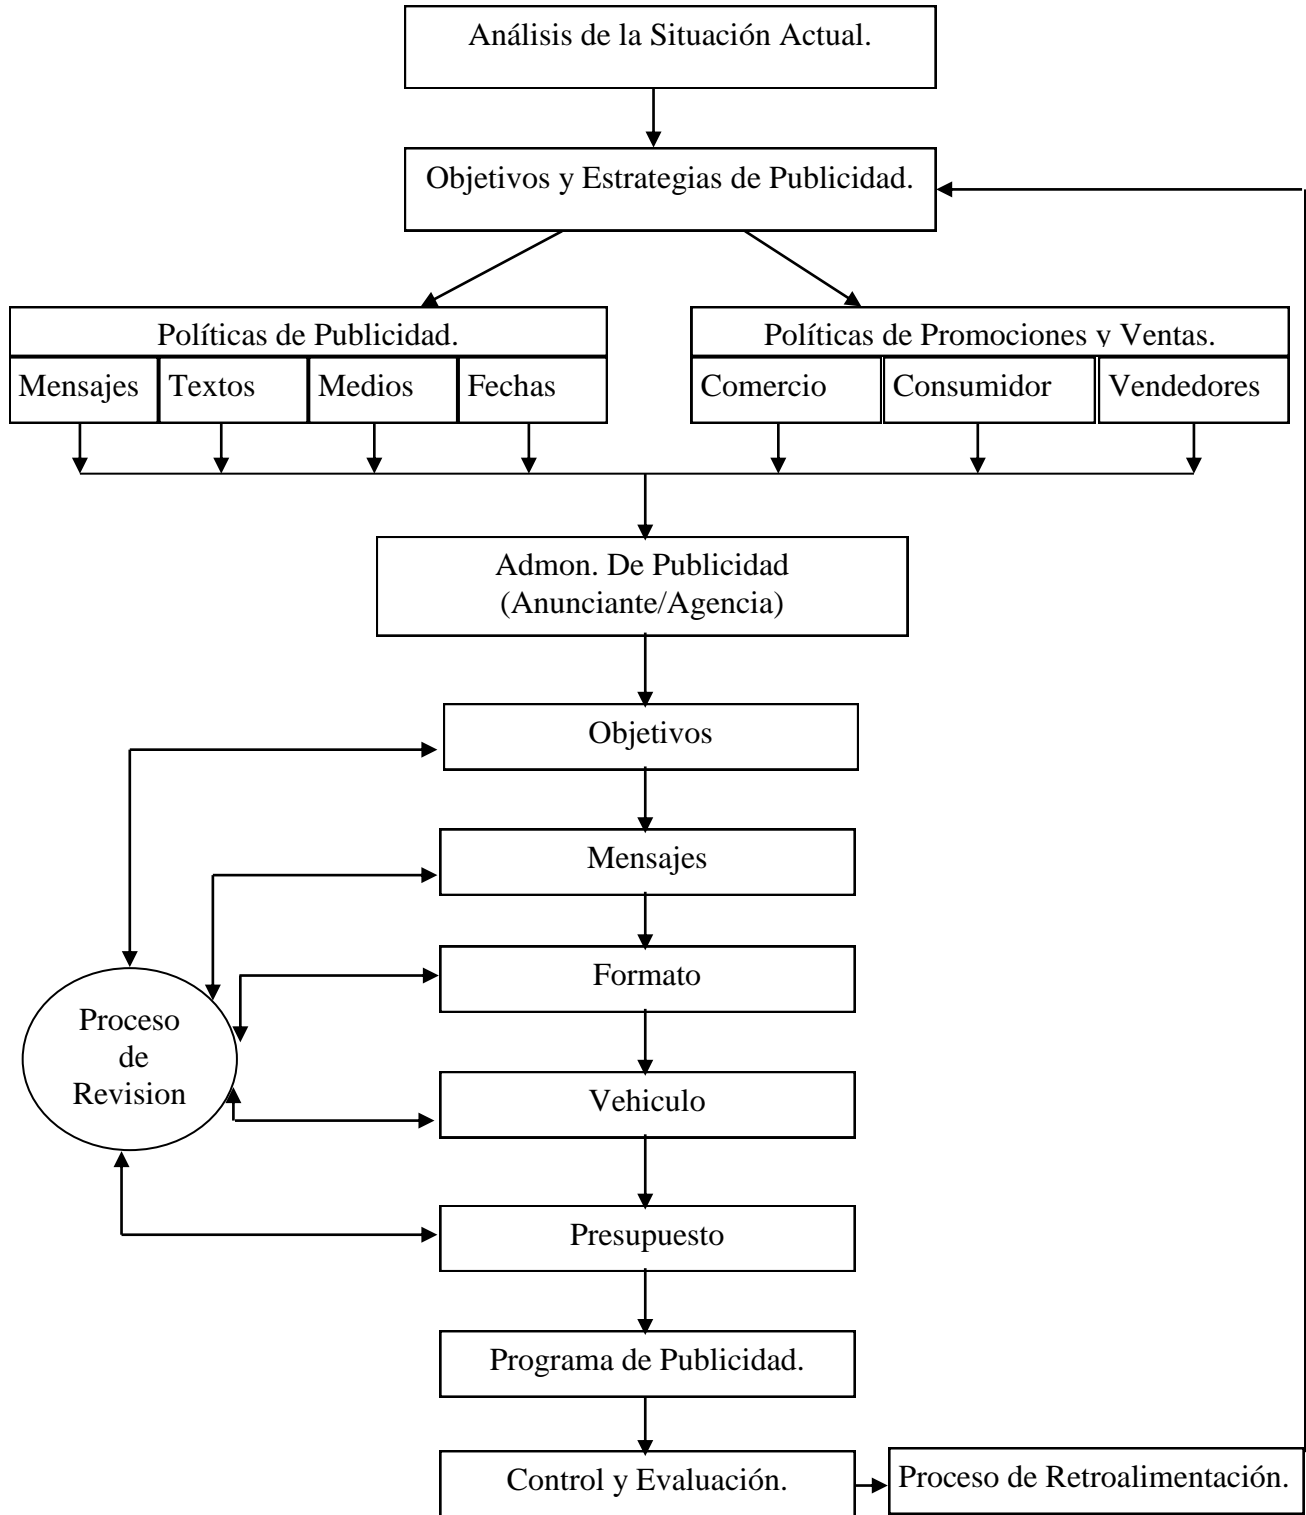 Análisis de la Situación Actual.
Objetivos y Estrategias de Publicidad.
Políticas de Publicidad.
Mensajes Textos Medios Fechas
Políticas de Promociones y Ventas.
Comercio Consumidor Vendedores
Admon. De Publicidad
(Anunciante/Agencia)
Objetivos
Mensajes
Formato
Proceso
de
Revision
Vehiculo
Presupuesto
Programa de Publicidad.
Control y Evaluación.
Proceso de Retroalimentación.